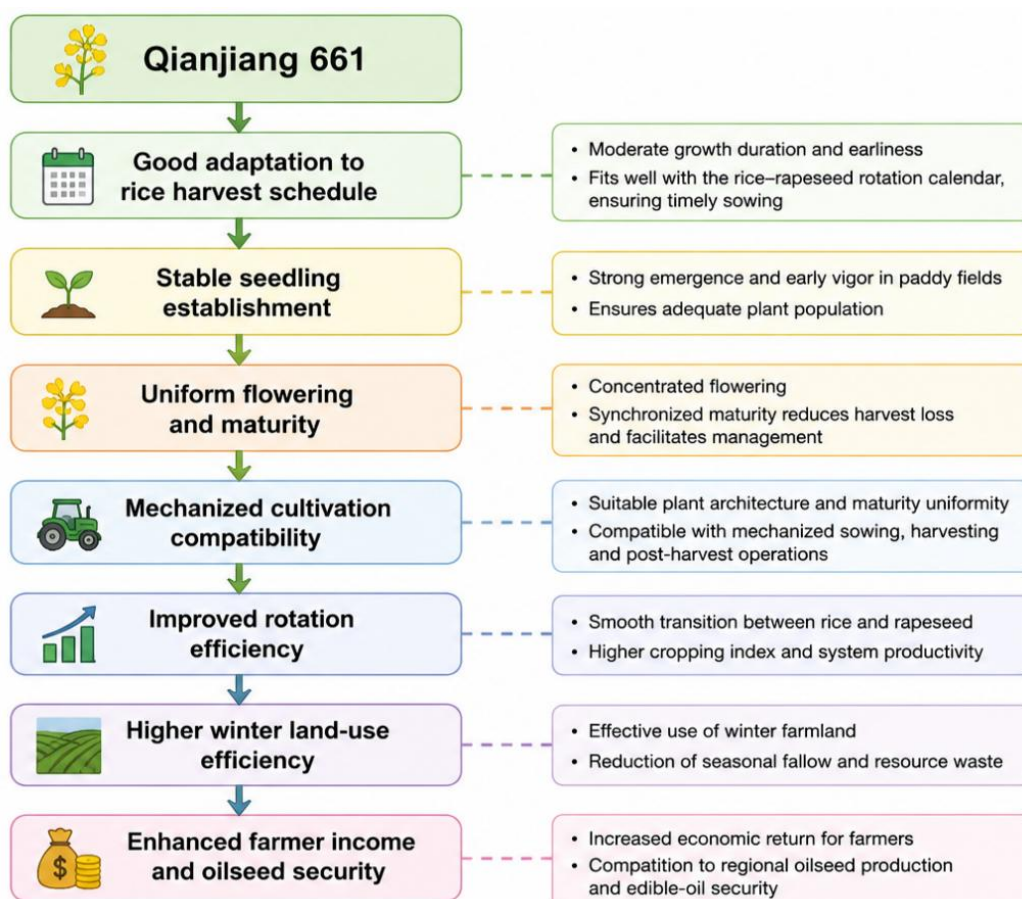 Qianjiang 661
Good adaptation to
rice harvest schedule
• Moderate growth duration and earliness
• Fits well with the rice–rapeseed rotation calendar,
ensuring timely sowing
Stable seedling
establishment
• Strong emergence and early vigor in paddy fields
• Ensures adequate plant population
Uniform flowering
and maturity
• Concentrated flowering
• Synchronized maturity reduces harvest loss
and facilitates management
Mechanized cultivation
compatibility
• Suitable plant architecture and maturity uniformity
• Compatible with mechanized sowing, harvesting
and post-harvest operations
Improved rotation
efficiency
• Smooth transition between rice and rapeseed
• Higher cropping index and system productivity
Higher winter land-use
efficiency
• Effective use of winter farmland
• Reduction of seasonal fallow and resource waste
Enhanced farmer income
and oilseed security
$
• Increased economic return for farmers
• Compatition to regional oilseed production
and edible-oil security